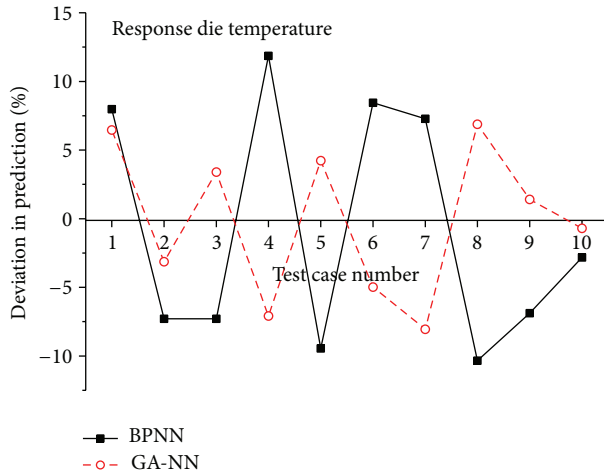 Response die temperature
Deviation in prediction (%)
15
10
5
0
−5
−10
1 2 3 4 5 6 7 8 9 10
Test case number
BPNN
GA-NN